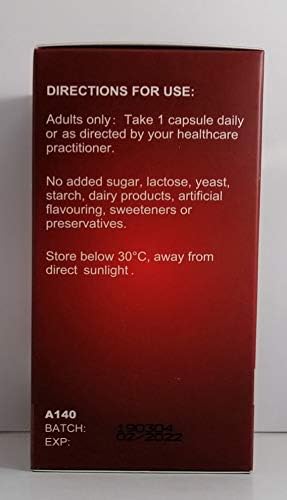 DIRECTIONS FOR USE:
Adults only: Take 1 capsule daily
or as directed by your healthcare
practitioner.
No added sugar, lactose, yeast,
starch, dairy products, artificial
flavouring, sweeteners or
preservatives.
Store below 30°C, away from
direct sunlight.
A140
BATCH: 190304
EXP: 02/2022